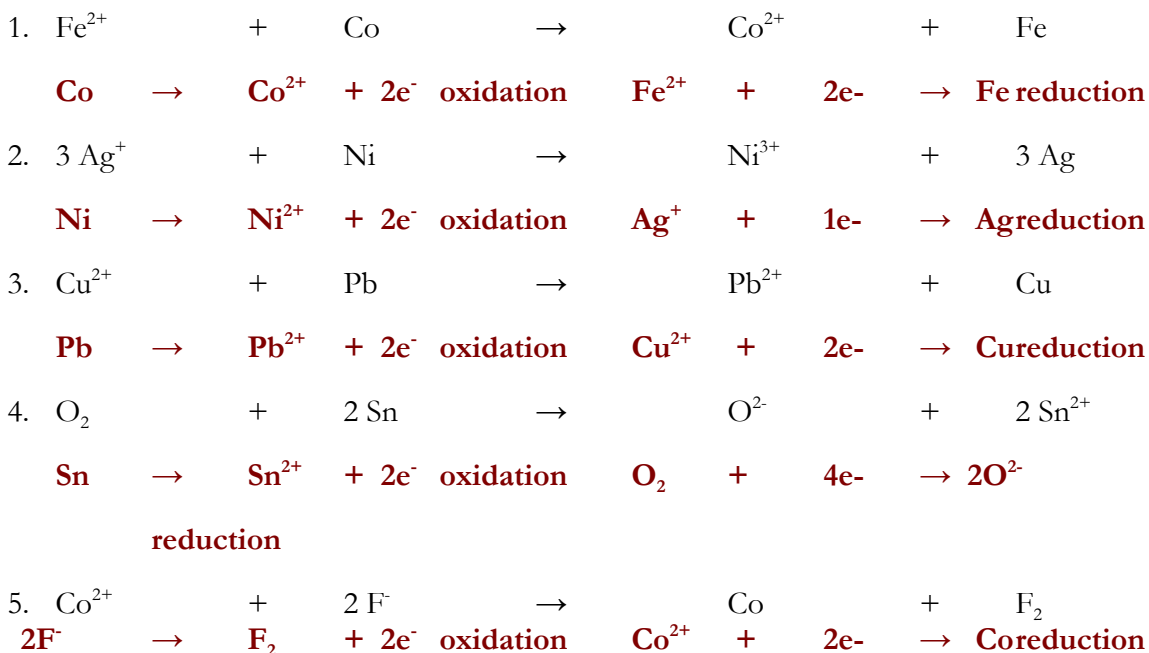 1. Fe²⁺ + Co → Co²⁺ + Fe
Co → Co²⁺ + 2e⁻ oxidation Fe²⁺ + 2e- → Fe reduction
2. 3 Ag⁺ + Ni → Ni³⁺ + 3 Ag
Ni → Ni²⁺ + 2e⁻ oxidation Ag⁺ + 1e- → Agreduction
3. Cu²⁺ + Pb → Pb²⁺ + Cu
Pb → Pb²⁺ + 2e⁻ oxidation Cu²⁺ + 2e- → Cureduction
4. O₂ + 2 Sn → O²⁻ + 2 Sn²⁺
Sn → Sn²⁺ + 2e⁻ oxidation O₂ + 4e- → 2O²⁻
reduction
5. Co²⁺ + 2 F⁻ → Co + F₂
2F⁻ → F₂ + 2e⁻ oxidation Co²⁺ + 2e- → Coreduction